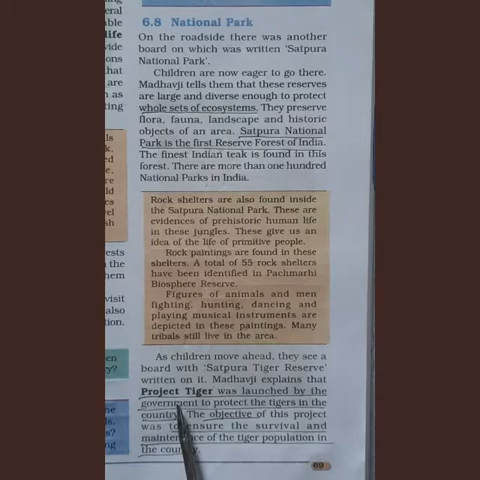 6.8 National Park
On the roadside there was another
board on which was written 'Satpura
National Park'.
Children are now eager to go there.
Madhavji tells them that these reserves
are large and diverse enough to protect
whole sets of ecosystems. They preserve
flora, fauna, landscape and historic
objects of an area. Satpura National
Park is the first Reserve Forest of India.
The finest Indian teak is found in this
forest. There are more than one hundred
National Parks in India.
Rock shelters are also found inside
the Satpura National Park. These are
evidences of prehistoric human life
in these jungles. These give us an
idea of the life of primitive people.
Rock paintings are found in these
shelters. A total of 55 rock shelters
have been identified in Pachmarhi
Biosphere Reserve.
Figures of animals and men
fighting, hunting, dancing and
playing musical instruments are
depicted in these paintings. Many
tribals still live in the area.
As children move ahead, they see a
board with 'Satpura Tiger Reserve'
written on it. Madhavji explains that
Project Tiger was launched by the
government to protect the tigers in the
country. The objective of this project
was to ensure the survival and
maintenance of the tiger population in
the country.
69